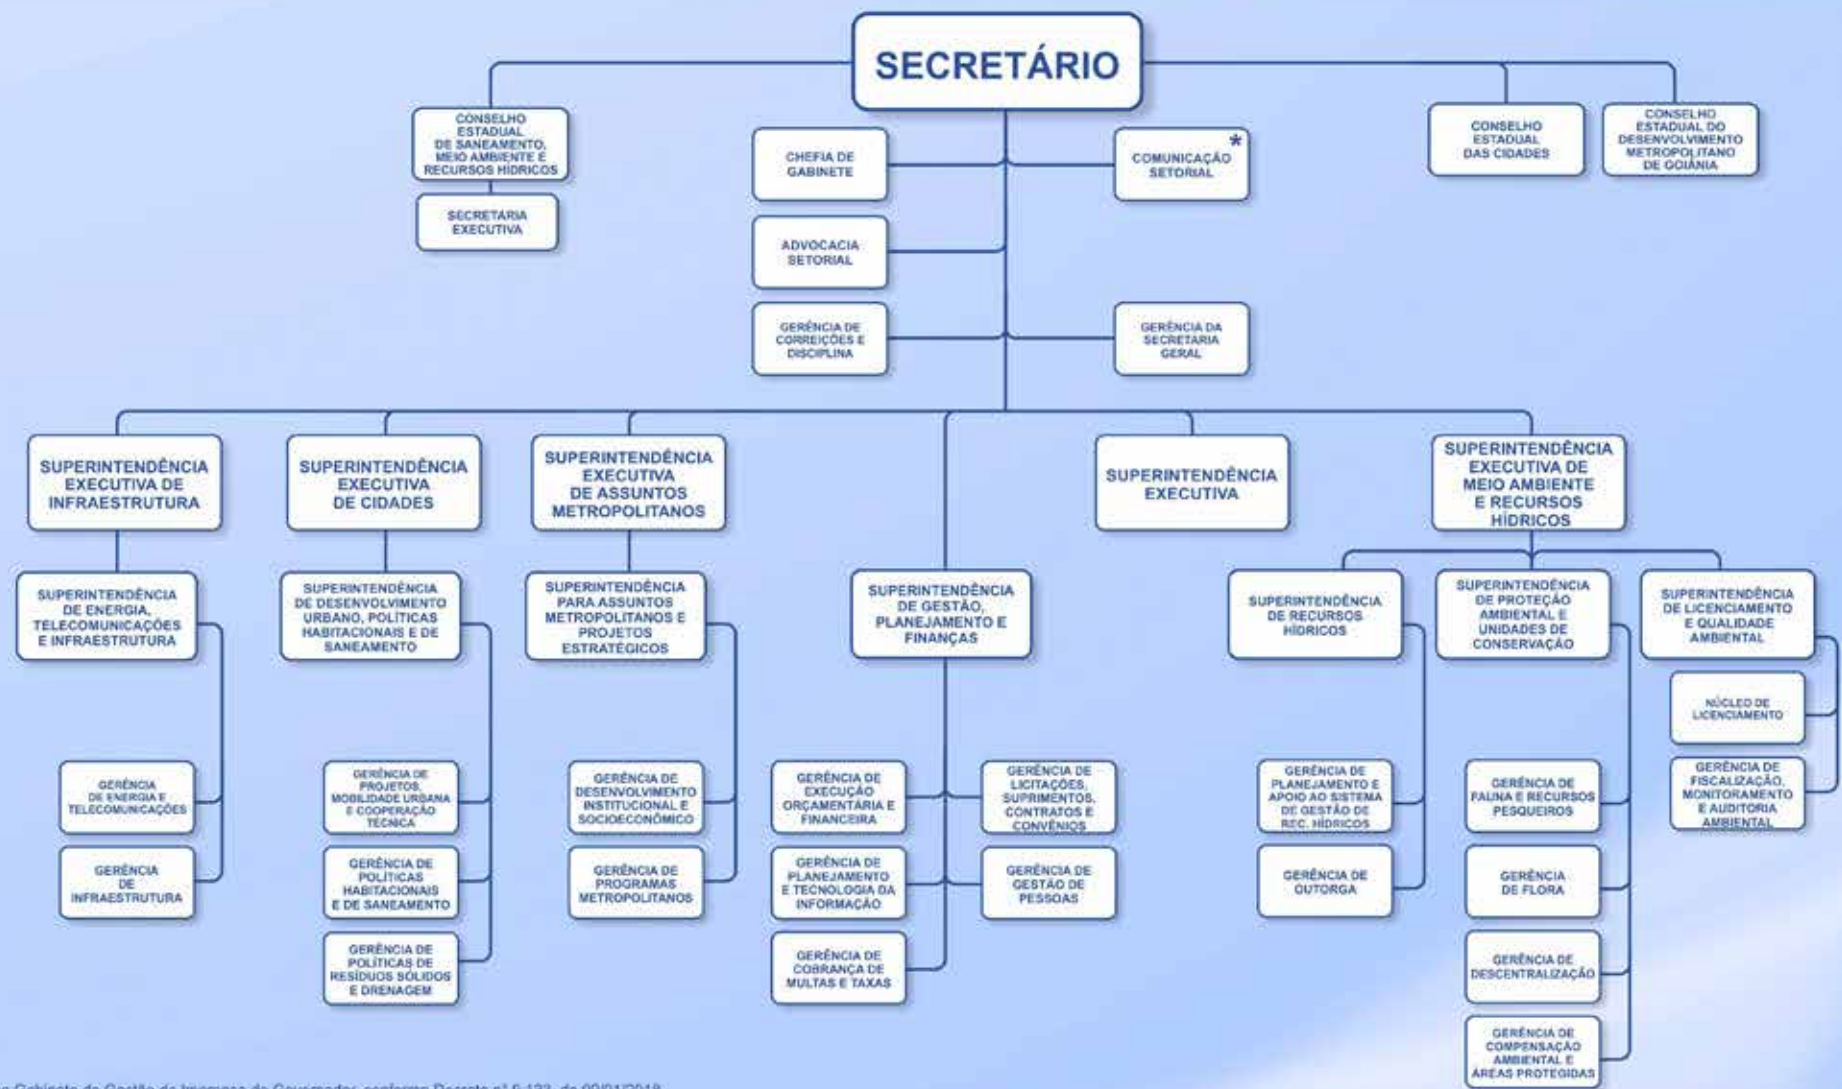 SECRETÁRIO
CONSELHO
ESTADUAL
DE SANEAMENTO,
MEIO AMBIENTE E
RECURSOS HÍDRICOS
SECRETARIA
EXECUTIVA
CHEFIA DE
GABINETE
COMUNICAÇÃO *
SETORIAL
CONSELHO
ESTADUAL
DAS CIDADES
CONSELHO
ESTADUAL DO
DESENVOLVIMENTO
METROPOLITANO
DE GOIÂNIA
ADVOCACIA
SETORIAL
GERÊNCIA DE
CORREIÇÕES E
DISCIPLINA
GERÊNCIA DA
SECRETARIA
GERAL
SUPERINTENDÊNCIA
EXECUTIVA DE
INFRAESTRUTURA
SUPERINTENDÊNCIA
EXECUTIVA
DE CIDADES
SUPERINTENDÊNCIA
EXECUTIVA
DE ASSUNTOS
METROPOLITANOS
SUPERINTENDÊNCIA
EXECUTIVA
SUPERINTENDÊNCIA
EXECUTIVA DE
MEIO AMBIENTE
E RECURSOS
HÍDRICOS
SUPERINTENDÊNCIA
DE ENERGIA,
TELECOMUNICAÇÕES
E INFRAESTRUTURA
SUPERINTENDÊNCIA
DE DESENVOLVIMENTO
URBANO, POLÍTICAS
HABITACIONAIS E DE
SANEAMENTO
SUPERINTENDÊNCIA
PARA ASSUNTOS
METROPOLITANOS E
PROJETOS
ESTRATÉGICOS
SUPERINTENDÊNCIA
DE GESTÃO,
PLANEJAMENTO E
FINANÇAS
SUPERINTENDÊNCIA
DE RECURSOS
HÍDRICOS
SUPERINTENDÊNCIA
DE PROTEÇÃO
AMBIENTAL E
UNIDADES DE
CONSERVAÇÃO
SUPERINTENDÊNCIA
DE LICENCIAMENTO
E QUALIDADE
AMBIENTAL
NÚCLEO DE
LICENCIAMENTO
GERÊNCIA
DE ENERGIA E
TELECOMUNICAÇÕES
GERÊNCIA DE
PROJETOS,
MOBILIDADE URBANA
E COOPERAÇÃO
TÉCNICA
GERÊNCIA DE
DESENVOLVIMENTO
INSTITUCIONAL E
SOCIOECONÔMICO
GERÊNCIA DE
EXECUÇÃO
ORÇAMENTÁRIA E
FINANCEIRA
GERÊNCIA DE
LICITAÇÕES,
SUPRIMENTOS,
CONTRATOS E
CONVÊNIOS
GERÊNCIA DE
PLANEJAMENTO E
APOIO AO SISTEMA
DE GESTÃO DE
REC. HÍDRICOS
GERÊNCIA DE
FAUNA E RECURSOS
PESQUEIROS
GERÊNCIA DE
FISCALIZAÇÃO,
MONITORAMENTO
E AUDITORIA
AMBIENTAL
GERÊNCIA
DE
INFRAESTRUTURA
GERÊNCIA DE
POLÍTICAS
HABITACIONAIS
E DE SANEAMENTO
GERÊNCIA DE
PROGRAMAS
METROPOLITANOS
GERÊNCIA DE
PLANEJAMENTO
E TECNOLOGIA DA
INFORMAÇÃO
GERÊNCIA DE
GESTÃO DE
PESSOAS
GERÊNCIA DE
OUTORGA
GERÊNCIA
DE FLORA
GERÊNCIA DE
POLÍTICAS DE
RESÍDUOS SÓLIDOS
E DRENAGEM
GERÊNCIA DE
COBRANÇA DE
MULTAS E TAXAS
GERÊNCIA DE
DESCENTRALIZAÇÃO
GERÊNCIA DE
COMPENSAÇÃO
AMBIENTAL E
ÁREAS PROTEGIDAS